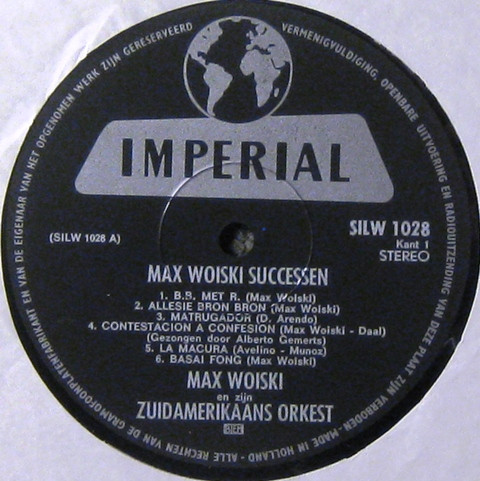 ALLE RECHTEN VAN DE GRAMOFOONPLATENFABRIKANT EN VAN DE EIGENAAR VAN HET OPGENOMEN WERK ZIJN GERESERVEERD
VERMENIGVULDIGING, OPENBARE UITVOERING EN RADIOUITZENDING VAN DEZE PLAAT ZIJN VERBODEN - MADE IN HOLLAND -
IMPERIAL
SILW 1028
Kant 1
STEREO
(SILW 1028 A)
MAX WOISKI SUCCESSEN
1. B.B. MET R. (Max Woiski)
2. ALLESIE BRON BRON (Max Woiski)
3. MATRUGADOR (D. Arendo)
4. CONTESTACION A CONFESION (Max Woiski - Daal)
(Gezongen door Alberto Gemerts)
5. LA MACURA (Avelino - Munoz)
6. BASAI FONG (Max Woiski)
MAX WOISKI
en zijn
ZUIDAMERIKAANS ORKEST